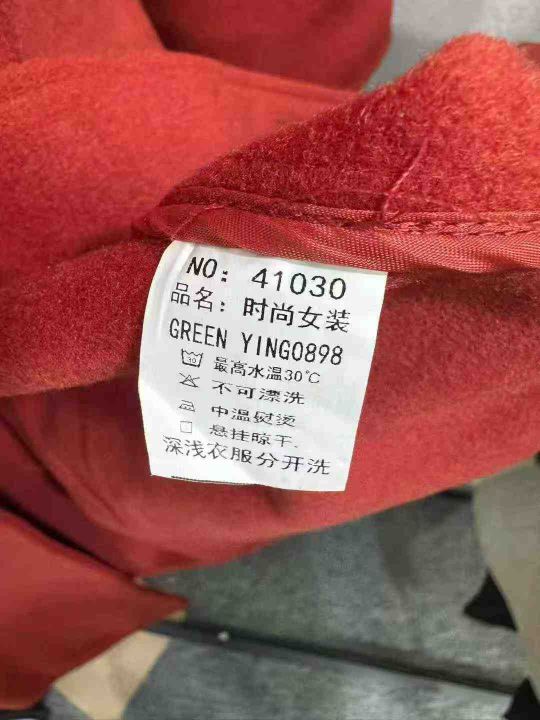 NO: 41030
品名: 时尚女装
GREEN YING0898
30 最高水温30℃
不可漂洗
中温熨烫
悬挂晾干.
深浅衣服分开洗